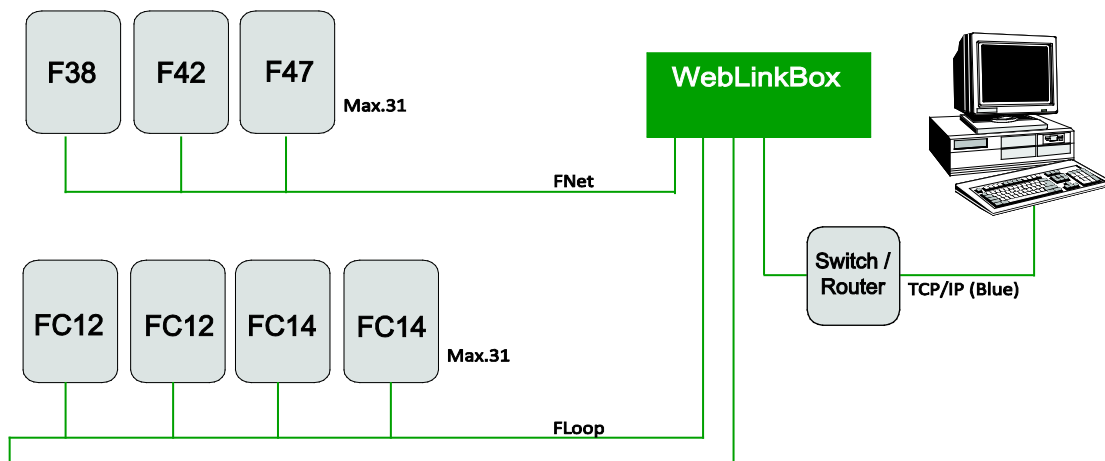 F38
F42
F47
Max.31
WebLinkBox
FNet
Switch /
Router
TCP/IP (Blue)
FC12
FC12
FC14
FC14
Max.31
FLoop